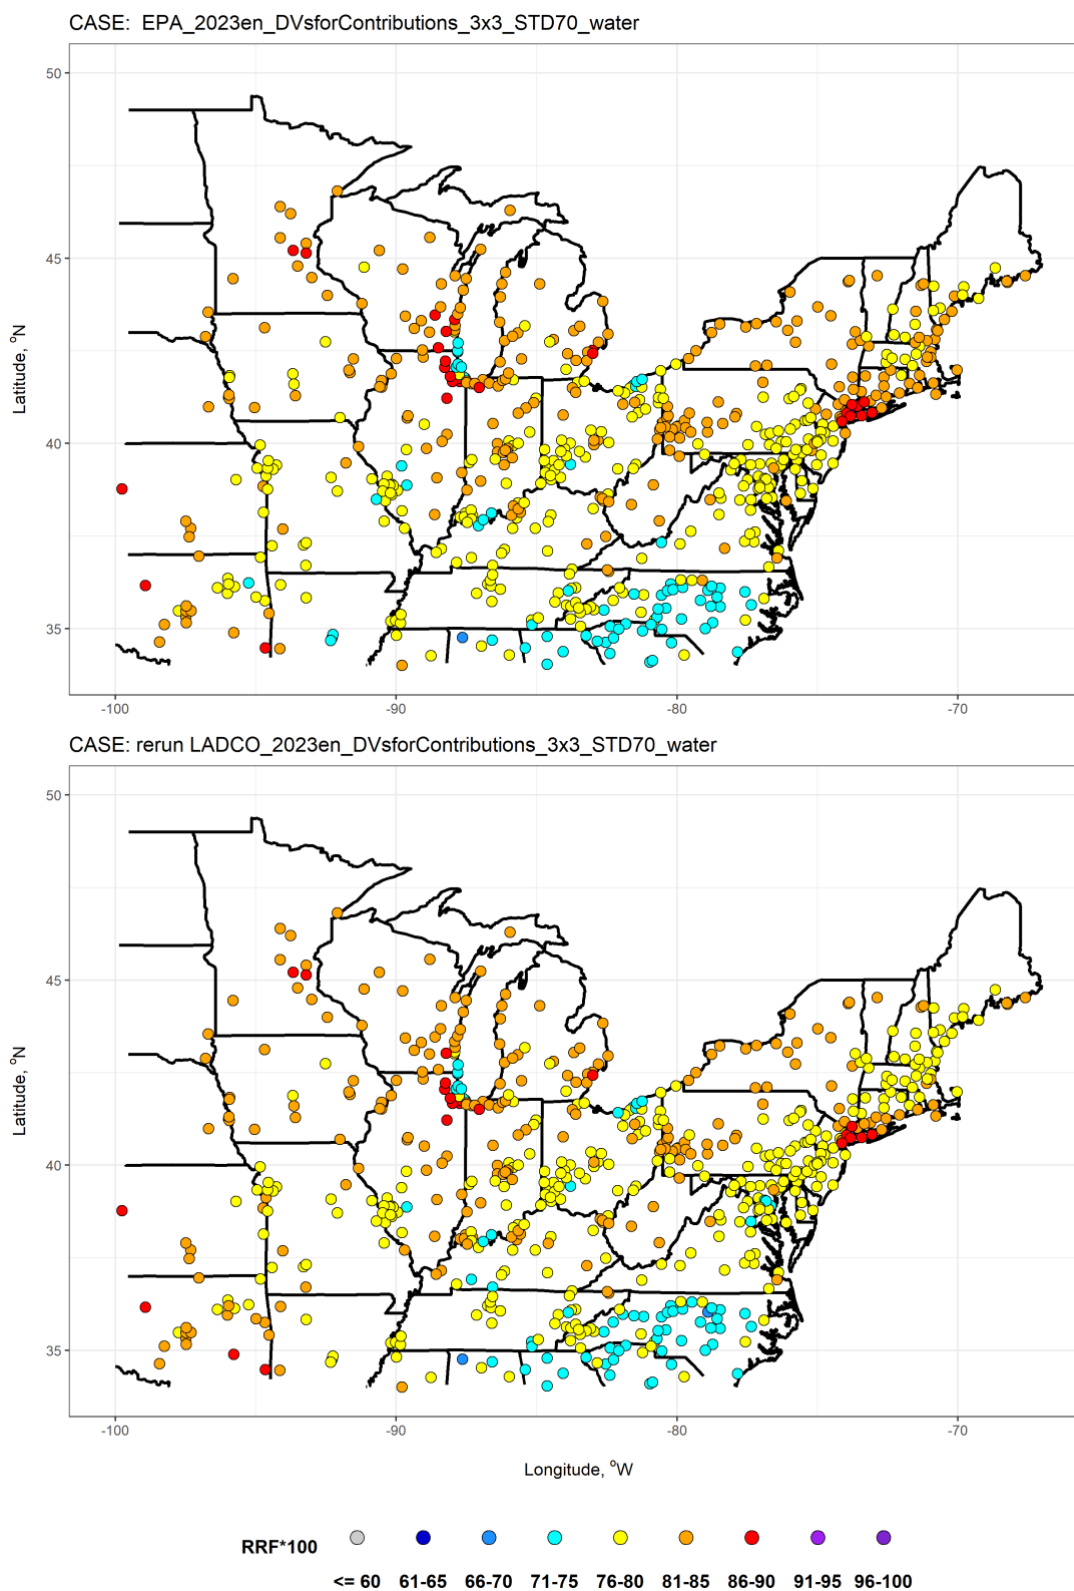 CASE:  EPA_2023en_DVsforContributions_3x3_STD70_water
50
45
40
35
Latitude, °N
-100 -90 -80 -70
CASE: rerun LADCO_2023en_DVsforContributions_3x3_STD70_water
50
45
40
35
Latitude, °N
-100 -90 -80 -70
Longitude, °W
RRF*100
<= 60 61-65 66-70 71-75 76-80 81-85 86-90 91-95 96-100